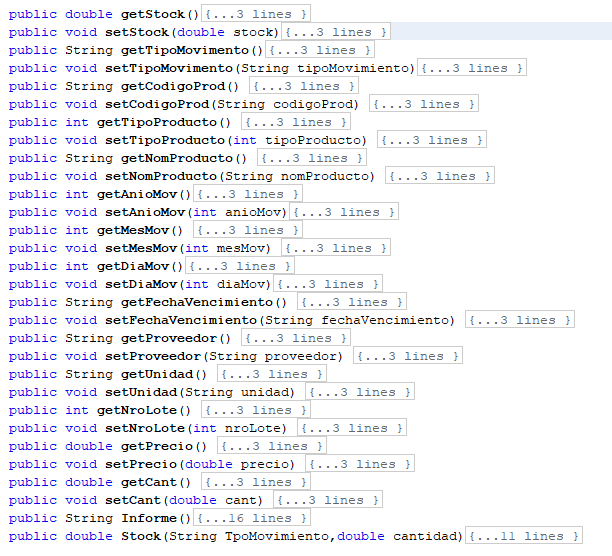 public double getStock(){...3 lines }
public void setStock(double stock){...3 lines }
public String getTipoMovimento(){...3 lines }
public void setTipoMovimento(String tipoMovimiento){...3 lines }
public String getCodigoProd() {...3 lines }
public void setCodigoProd(String codigoProd) {...3 lines }
public int getTipoProducto() {...3 lines }
public void setTipoProducto(int tipoProducto) {...3 lines }
public String getNomProducto() {...3 lines }
public void setNomProducto(String nomProducto) {...3 lines }
public int getAnioMov(){...3 lines }
public void setAnioMov(int anioMov){...3 lines }
public int getMesMov() {...3 lines }
public void setMesMov(int mesMov) {...3 lines }
public int getDiaMov(){...3 lines }
public void setDiaMov(int diaMov){...3 lines }
public String getFechaVencimiento() {...3 lines }
public void setFechaVencimiento(String fechaVencimiento) {...3 lines }
public String getProveedor() {...3 lines }
public void setProveedor(String proveedor) {...3 lines }
public String getUnidad() {...3 lines }
public void setUnidad(String unidad) {...3 lines }
public int getNroLote() {...3 lines }
public void setNroLote(int nroLote) {...3 lines }
public double getPrecio() {...3 lines }
public void setPrecio(double precio) {...3 lines }
public double getCant() {...3 lines }
public void setCant(double cant) {...3 lines }
public String Informe(){...16 lines }
public double Stock(String TpoMovimiento,double cantidad){...11 lines }